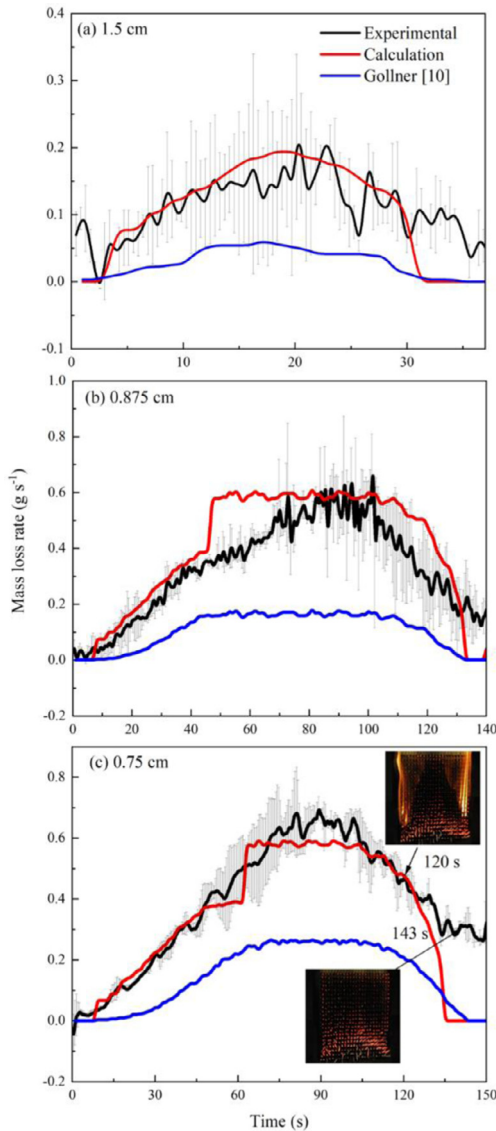 (a) 1.5 cm
Experimental
Calculation
Gollner [10]
0.4
0.3
0.2
0.1
0.0
-0.1
0 10 20 30
(b) 0.875 cm
1.0
0.8
0.6
0.4
0.2
0.0
-0.2
0 20 40 60 80 100 120 140
Mass loss rate (g s⁻¹)
(c) 0.75 cm
120 s
143 s
0.8
0.6
0.4
0.2
0.0
-0.2
0 30 60 90 120 150
Time (s)